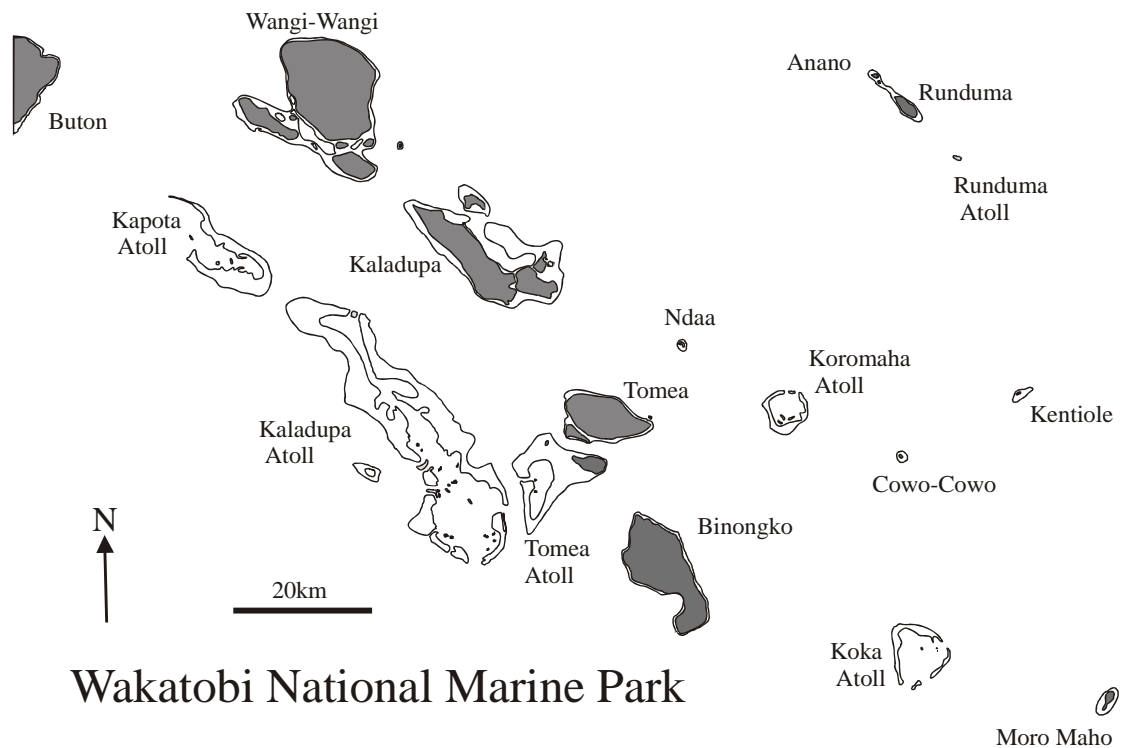 Wangi-Wangi
Anano
Runduma
Buton
Runduma
Atoll
Kapota
Atoll
Kaladupa
Ndaa
Koromaha
Atoll
Tomea
Kentiole
Kaladupa
Atoll
Cowo-Cowo
N
Binongko
Tomea
Atoll
20km
Koka
Atoll
Wakatobi National Marine Park
Moro Maho